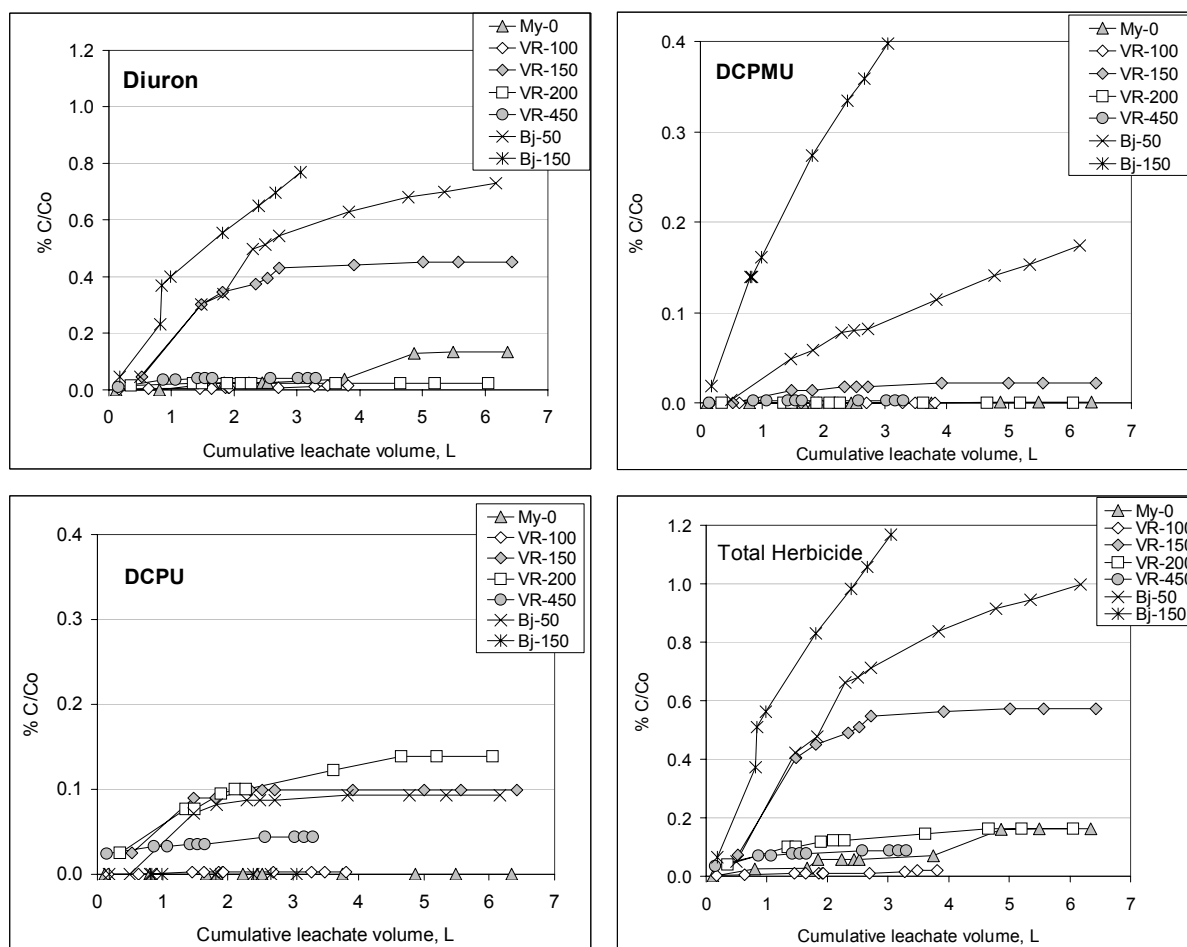 Diuron
% C/Co
1.2
1.0
0.8
0.6
0.4
0.2
0.0
0 1 2 3 4 5 6 7
Cumulative leachate volume, L
My-0
VR-100
VR-150
VR-200
VR-450
Bj-50
Bj-150
DCPMU
% C/Co
0.4
0.3
0.2
0.1
0.0
0 1 2 3 4 5 6 7
Cumulative leachate volume, L
My-0
VR-100
VR-150
VR-200
VR-450
Bj-50
Bj-150
DCPU
% C/Co
0.4
0.3
0.2
0.1
0.0
0 1 2 3 4 5 6 7
Cumulative leachate volume, L
My-0
VR-100
VR-150
VR-200
VR-450
Bj-50
Bj-150
Total Herbicide
% C/Co
1.2
1.0
0.8
0.6
0.4
0.2
0.0
0 1 2 3 4 5 6 7
Cumulative leachate volume, L
My-0
VR-100
VR-150
VR-200
VR-450
Bj-50
Bj-150